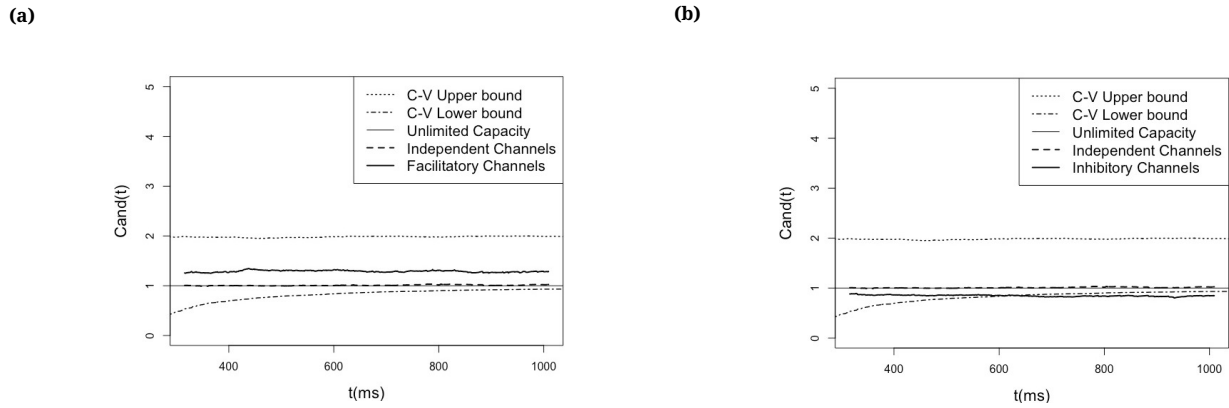 (a)
C-V Upper bound
C-V Lower bound
Unlimited Capacity
Independent Channels
Facilitatory Channels
Cand(t)
5
4
3
2
1
0
400 600 800 1000
t(ms)
(b)
C-V Upper bound
C-V Lower bound
Unlimited Capacity
Independent Channels
Inhibitory Channels
Cand(t)
5
4
3
2
1
0
400 600 800 1000
t(ms)